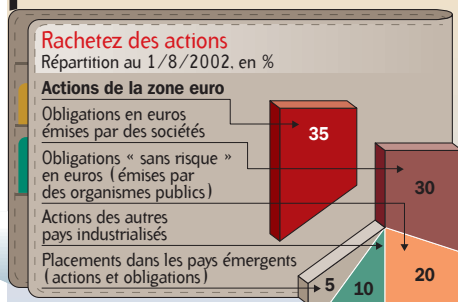 Rachetez des actions
Répartition au 1/8/2002, en %
Actions de la zone euro
Obligations en euros
émises par des sociétés
Obligations « sans risque »
en euros (émises par
des organismes publics)
Actions des autres
pays industrialisés
Placements dans les pays émergents
(actions et obligations)
35
30
20
10
5